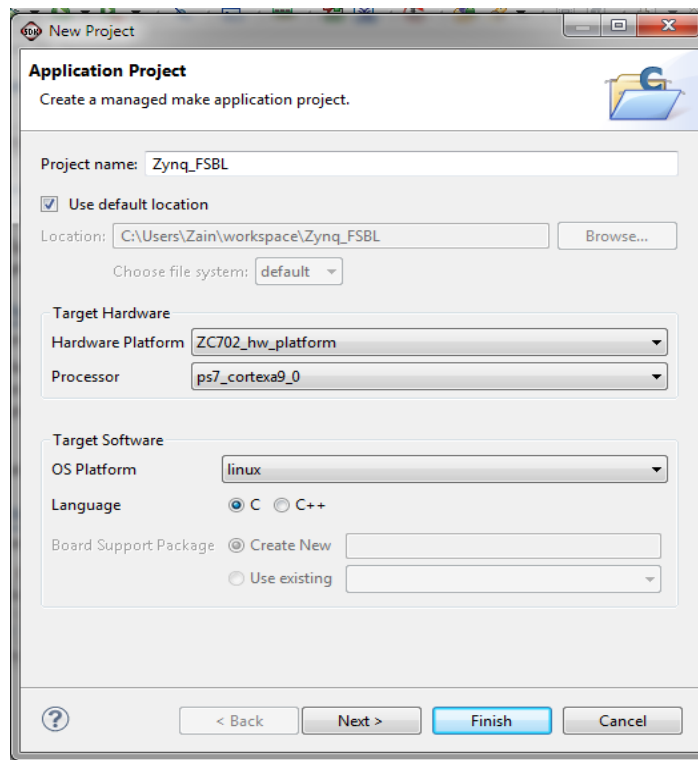 SDK New Project
Application Project
Create a managed make application project.
C
Project name: Zynq_FSBL
Use default location
Location: C:\Users\Zain\workspace\Zynq_FSBL Browse...
Choose file system: default
Target Hardware
Hardware Platform ZC702_hw_platform
Processor ps7_cortexa9_0
Target Software
OS Platform linux
Language C C++
Board Support Package Create New
Use existing
? < Back Next > Finish Cancel